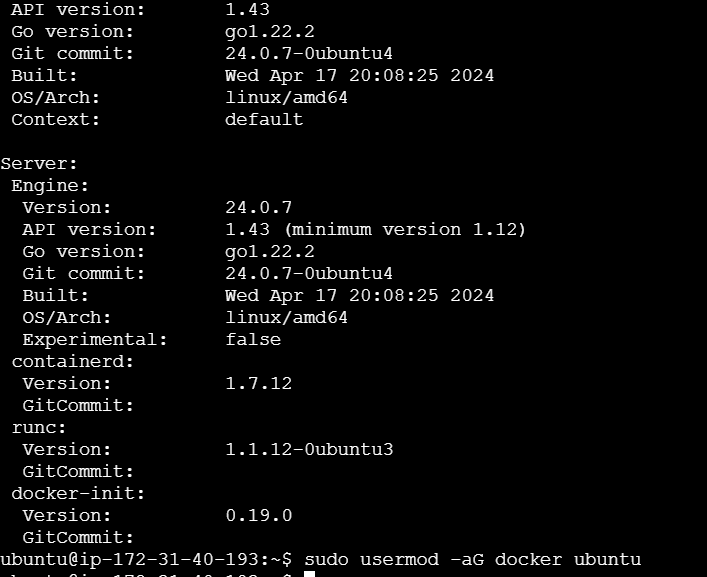 API version: 1.43
Go version: go1.22.2
Git commit: 24.0.7-0ubuntu4
Built: Wed Apr 17 20:08:25 2024
OS/Arch: linux/amd64
Context: default
Server:
Engine:
Version: 24.0.7
API version: 1.43 (minimum version 1.12)
Go version: go1.22.2
Git commit: 24.0.7-0ubuntu4
Built: Wed Apr 17 20:08:25 2024
OS/Arch: linux/amd64
Experimental: false
containerd:
Version: 1.7.12
GitCommit:
runc:
Version: 1.1.12-0ubuntu3
GitCommit:
docker-init:
Version: 0.19.0
GitCommit:
ubuntu@ip-172-31-40-193:~$ sudo usermod -aG docker ubuntu